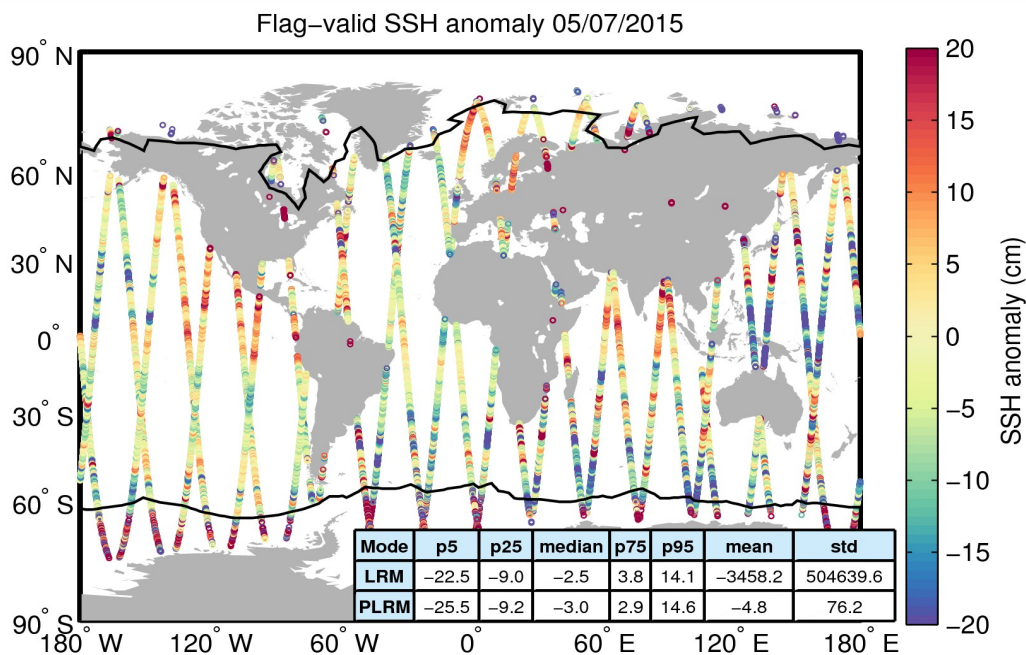 Flag−valid SSH anomaly 05/07/2015
90° N
60° N
30° N
0°
30° S
60° S
90° S
180° W
120° W
60° W
0°
60° E
120° E
180° E
20
15
10
5
0
−5
−10
−15
−20
SSH anomaly (cm)
Mode p5 p25 median p75 p95 mean std
LRM −22.5 −9.0 −2.5 3.8 14.1 −3458.2 504639.6
PLRM −25.5 −9.2 −3.0 2.9 14.6 −4.8 76.2